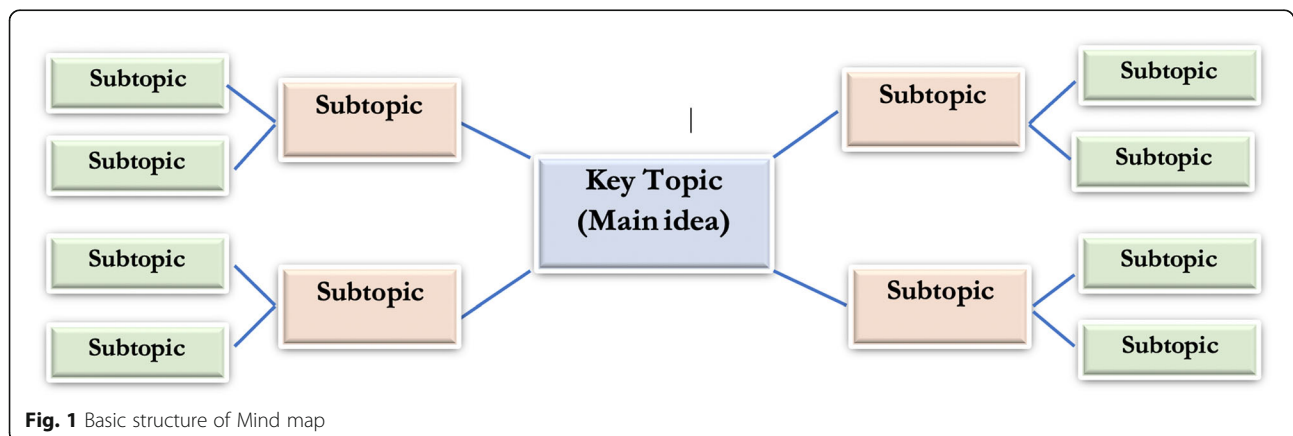 Subtopic
Subtopic
Subtopic
Subtopic
Subtopic
Subtopic
Key Topic
(Main idea)
Subtopic
Subtopic
Subtopic
Subtopic
Subtopic
Subtopic
Fig. 1 Basic structure of Mind map